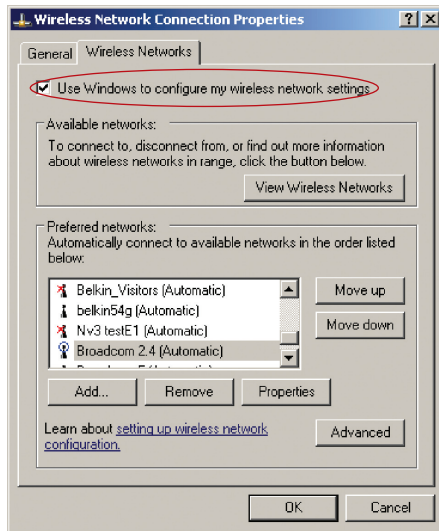 Wireless Network Connection Properties
General
Wireless Networks
Use Windows to configure my wireless network settings
Available networks:
To connect to, disconnect from, or find out more information
about wireless networks in range, click the button below.
View Wireless Networks
Preferred networks:
Automatically connect to available networks in the order listed
below:
Belkin_Visitors (Automatic)
belkin54g (Automatic)
Nv3 testE1 (Automatic)
Broadcom 2.4 (Automatic)
Move up
Move down
Add...
Remove
Properties
Learn about setting up wireless network
configuration.
Advanced
OK
Cancel